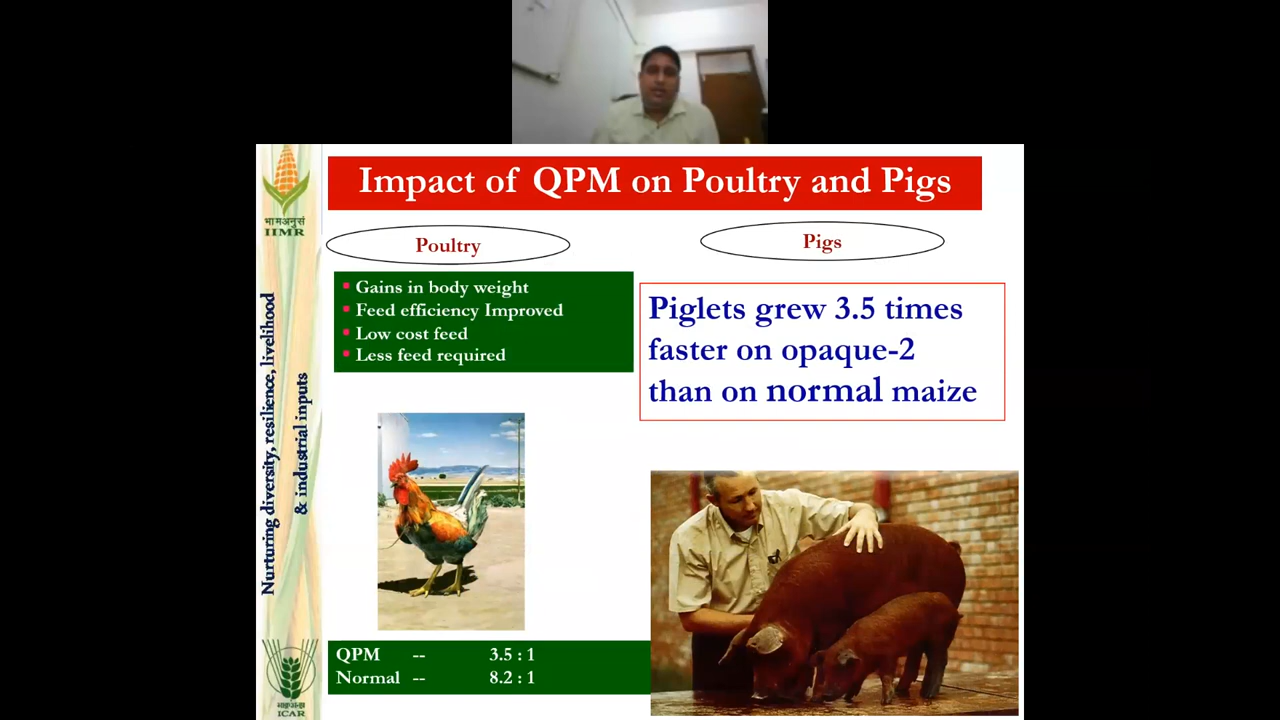 Impact of QPM on Poultry and Pigs
Poultry
Gains in body weight
Feed efficiency Improved
Low cost feed
Less feed required
Pigs
Piglets grew 3.5 times
faster on opaque-2
than on normal maize
QPM -- 3.5 : 1
Normal -- 8.2 : 1
भा म अनु सं
IIMR
Nurturing diversity, resilience, livelihood
& industrial inputs
ICAR